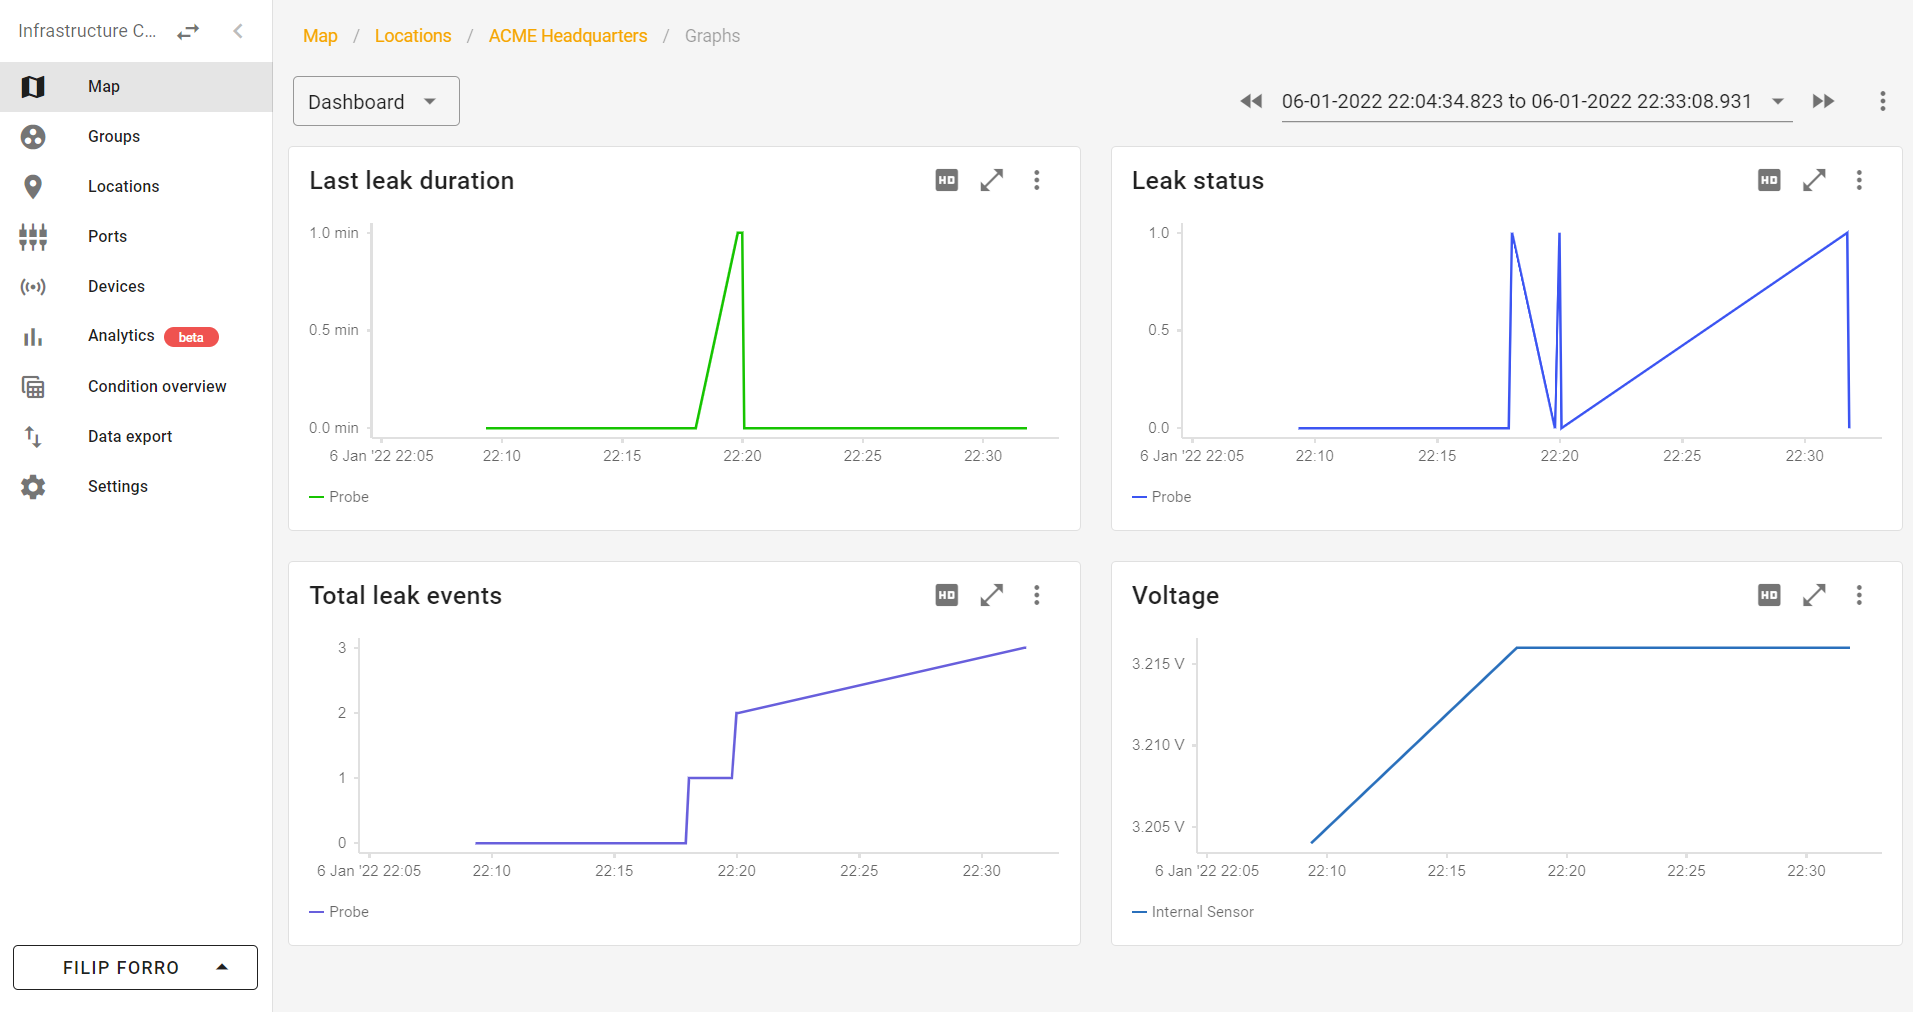 Infrastructure C...
Map
Groups
Locations
Ports
Devices
Analytics beta
Condition overview
Data export
Settings
FILIP FORRO
Map / Locations / ACME Headquarters / Graphs
Dashboard
06-01-2022 22:04:34.823 to 06-01-2022 22:33:08.931
Last leak duration
HD
1.0 min
0.5 min
0.0 min
6 Jan '22 22:05 22:10 22:15 22:20 22:25 22:30
Probe
Leak status
HD
1.0
0.5
0.0
6 Jan '22 22:05 22:10 22:15 22:20 22:25 22:30
Probe
Total leak events
HD
3
2
1
0
6 Jan '22 22:05 22:10 22:15 22:20 22:25 22:30
Probe
Voltage
HD
3.215 V
3.210 V
3.205 V
6 Jan '22 22:05 22:10 22:15 22:20 22:25 22:30
Internal Sensor